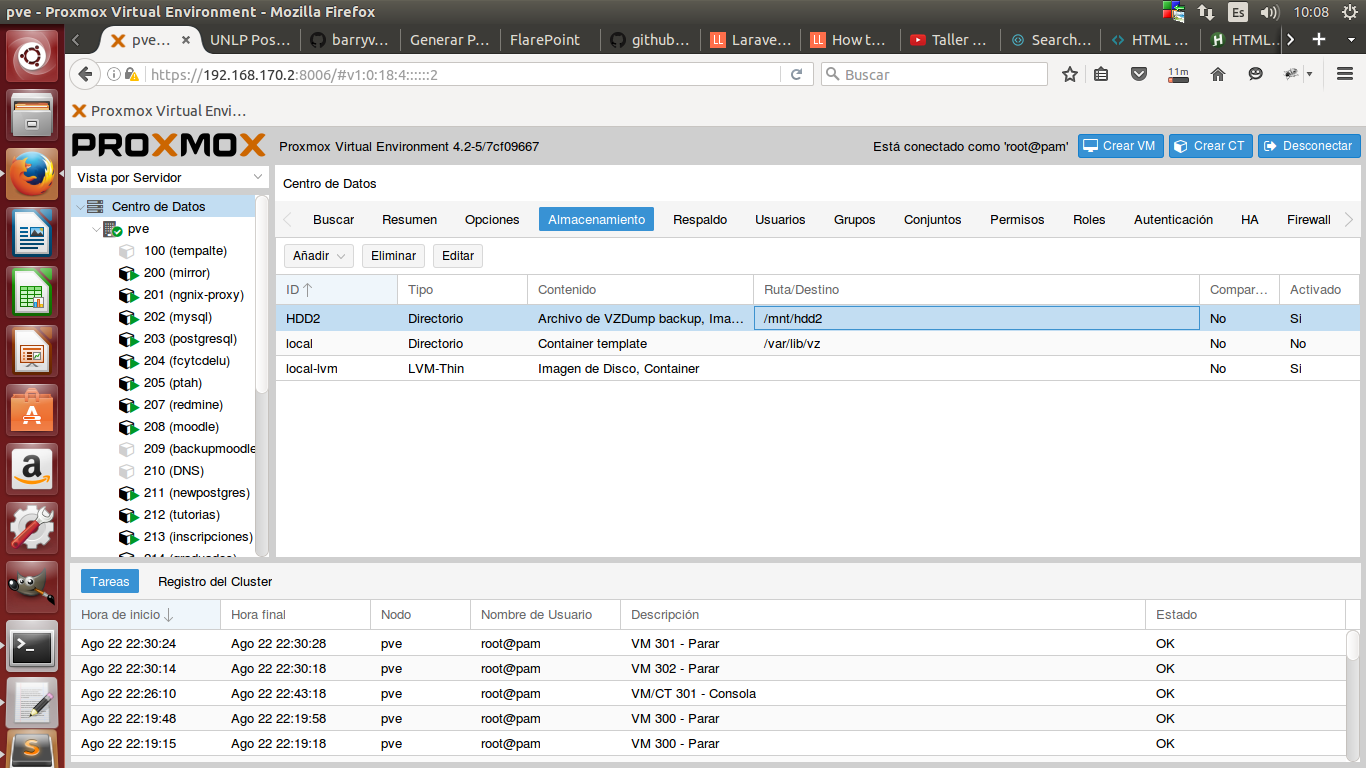 pve - Proxmox Virtual Environment - Mozilla Firefox
Es
10:08
pve...
UNLP Pos...
barryv...
Generar P...
FlarePoint
github...
LL Larave...
LL How t...
Taller ...
Search...
HTML ...
HTML...
https://192.168.170.2:8006/#v1:0:18:4::::::2
Buscar
11m
Proxmox Virtual Envi...
PROXMOX
Proxmox Virtual Environment 4.2-5/7cf09667
Está conectado como 'root@pam'
Crear VM
Crear CT
Desconectar
Vista por Servidor
Centro de Datos
pve
100 (tempalte)
200 (mirror)
201 (ngnix-proxy)
202 (mysql)
203 (postgresql)
204 (fcytcdelu)
205 (ptah)
207 (redmine)
208 (moodle)
209 (backupmoodle
210 (DNS)
211 (newpostgres)
212 (tutorias)
213 (inscripciones)
Centro de Datos
Buscar Resumen Opciones Almacenamiento Respaldo Usuarios Grupos Conjuntos Permisos Roles Autenticación HA Firewall
Añadir Eliminar Editar
ID Tipo Contenido Ruta/Destino Compar... Activado
HDD2 Directorio Archivo de VZDump backup, Ima... /mnt/hdd2 No Si
local Directorio Container template /var/lib/vz No No
local-lvm LVM-Thin Imagen de Disco, Container No Si
Tareas Registro del Cluster
Hora de inicio Hora final Nodo Nombre de Usuario Descripción Estado
Ago 22 22:30:24 Ago 22 22:30:28 pve root@pam VM 301 - Parar OK
Ago 22 22:30:14 Ago 22 22:30:18 pve root@pam VM 302 - Parar OK
Ago 22 22:26:10 Ago 22 22:43:18 pve root@pam VM/CT 301 - Consola OK
Ago 22 22:19:48 Ago 22 22:19:58 pve root@pam VM 300 - Parar OK
Ago 22 22:19:15 Ago 22 22:19:18 pve root@pam VM 300 - Parar OK